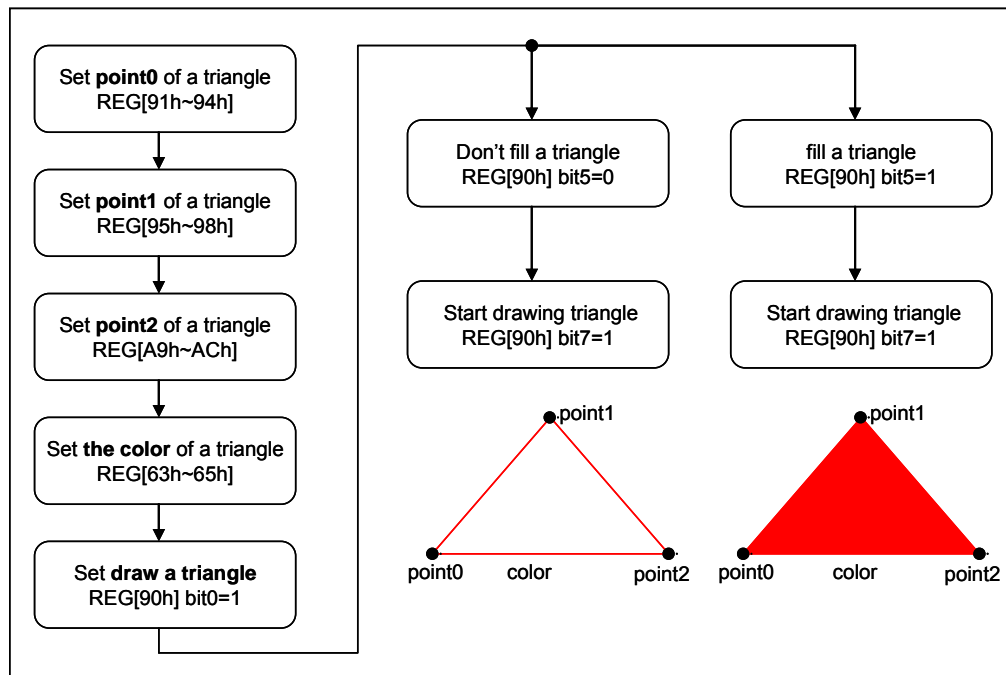 Set point0 of a triangle
REG[91h~94h]
Set point1 of a triangle
REG[95h~98h]
Set point2 of a triangle
REG[A9h~ACh]
Set the color of a triangle
REG[63h~65h]
Set draw a triangle
REG[90h] bit0=1
Don't fill a triangle
REG[90h] bit5=0
Start drawing triangle
REG[90h] bit7=1
point1
point0
color
point2
fill a triangle
REG[90h] bit5=1
Start drawing triangle
REG[90h] bit7=1
point1
point0
color
point2